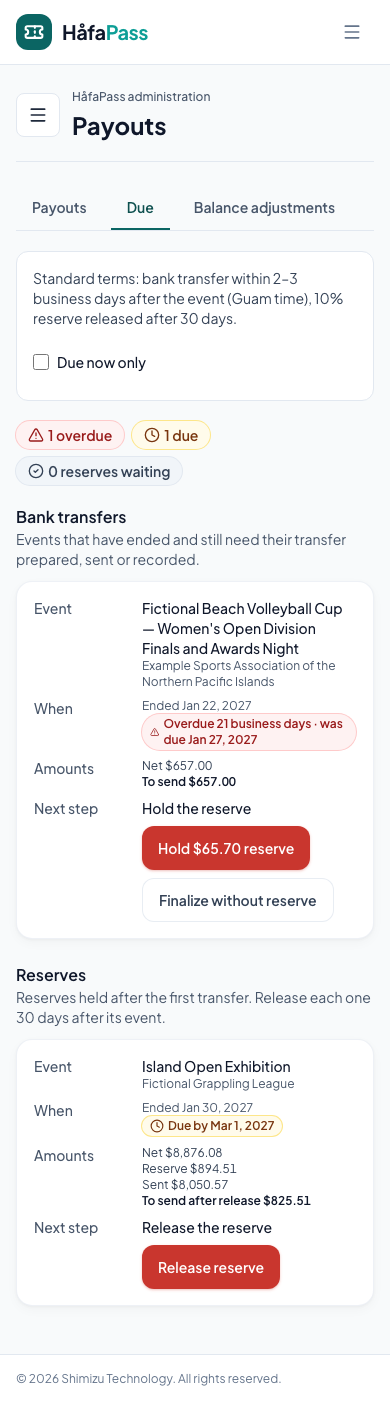 HåfaPass
HåfaPass administration
Payouts
Payouts Due Balance adjustments
Standard terms: bank transfer within 2–3
business days after the event (Guam time), 10%
reserve released after 30 days.
Due now only
1 overdue 1 due
0 reserves waiting
Bank transfers
Events that have ended and still need their transfer
prepared, sent or recorded.
Event Fictional Beach Volleyball Cup
— Women's Open Division
Finals and Awards Night
Example Sports Association of the
Northern Pacific Islands
When Ended Jan 22, 2027
Overdue 21 business days · was
due Jan 27, 2027
Amounts Net $657.00
To send $657.00
Next step Hold the reserve
Hold $65.70 reserve
Finalize without reserve
Reserves
Reserves held after the first transfer. Release each one
30 days after its event.
Event Island Open Exhibition
Fictional Grappling League
When Ended Jan 30, 2027
Due by Mar 1, 2027
Amounts Net $8,876.08
Reserve $894.51
Sent $8,050.57
To send after release $825.51
Next step Release the reserve
Release reserve
© 2026 Shimizu Technology. All rights reserved.